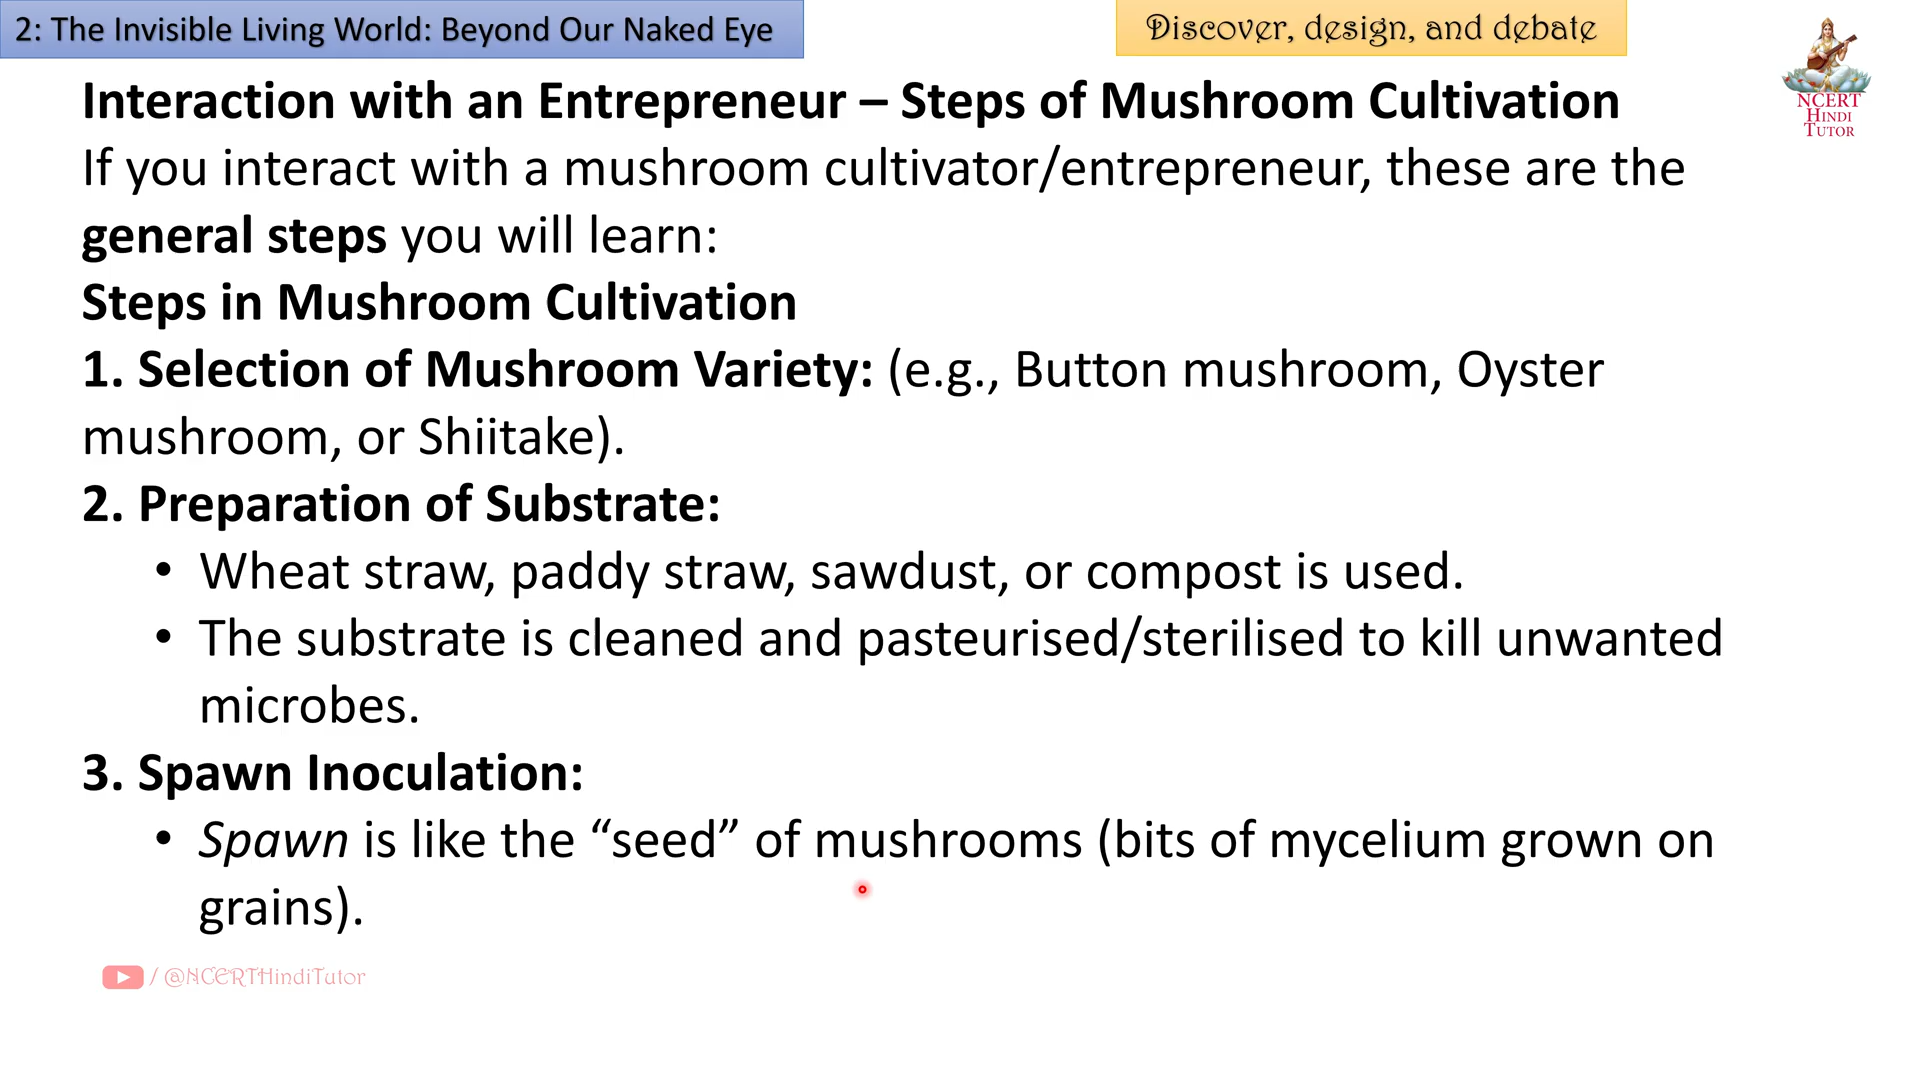 2: The Invisible Living World: Beyond Our Naked Eye
Discover, design, and debate
NCERT
HINDI
TUTOR
Interaction with an Entrepreneur – Steps of Mushroom Cultivation
If you interact with a mushroom cultivator/entrepreneur, these are the
general steps you will learn:
Steps in Mushroom Cultivation
1. Selection of Mushroom Variety: (e.g., Button mushroom, Oyster
mushroom, or Shiitake).
2. Preparation of Substrate:
• Wheat straw, paddy straw, sawdust, or compost is used.
• The substrate is cleaned and pasteurised/sterilised to kill unwanted
microbes.
3. Spawn Inoculation:
• Spawn is like the “seed” of mushrooms (bits of mycelium grown on
grains).
/ @NCERTHindiTutor